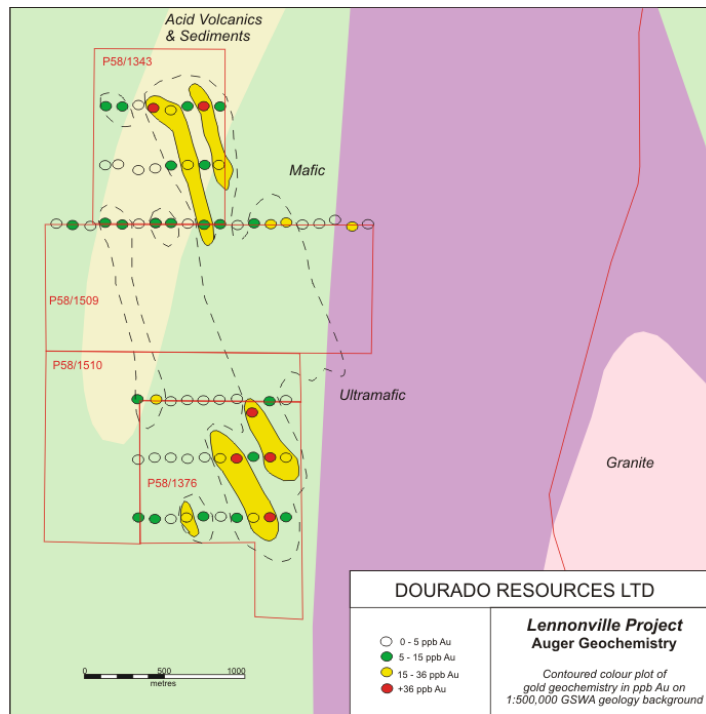 Acid Volcanics
& Sediments
P58/1343
Mafic
P58/1509
P58/1510
Ultramafic
Granite
P58/1376
DOURADO RESOURCES LTD
0 - 5 ppb Au
5 - 15 ppb Au
15 - 36 ppb Au
+36 ppb Au
Lennonville Project
Auger Geochemistry
Contoured colour plot of
gold geochemistry in ppb Au on
1:500,000 GSWA geology background
0 500 1000
metres